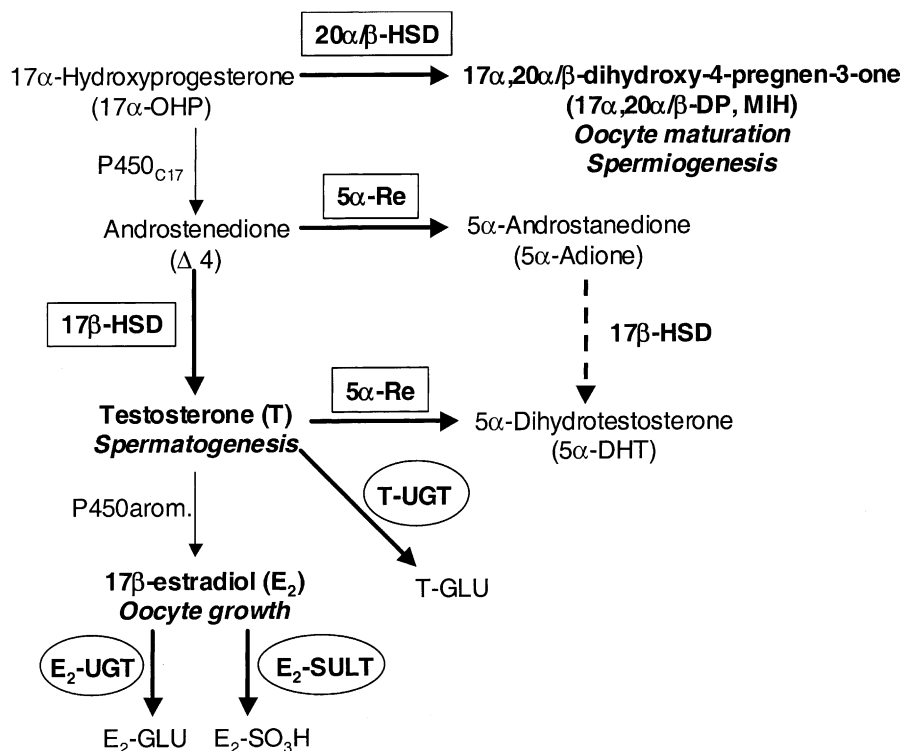 20α/β-HSD
17α-Hydroxyprogesterone
(17α-OHP)
17α,20α/β-dihydroxy-4-pregnen-3-one
(17α,20α/β-DP, MIH)
Oocyte maturation
Spermiogenesis
P450C17
5α-Re
Androstenedione
(Δ 4)
5α-Androstanedione
(5α-Adione)
17β-HSD
17β-HSD
5α-Re
Testosterone (T)
Spermatogenesis
5α-Dihydrotestosterone
(5α-DHT)
T-UGT
P450arom.
T-GLU
17β-estradiol (E2)
Oocyte growth
E2-UGT
E2-SULT
E2-GLU
E2-SO3H